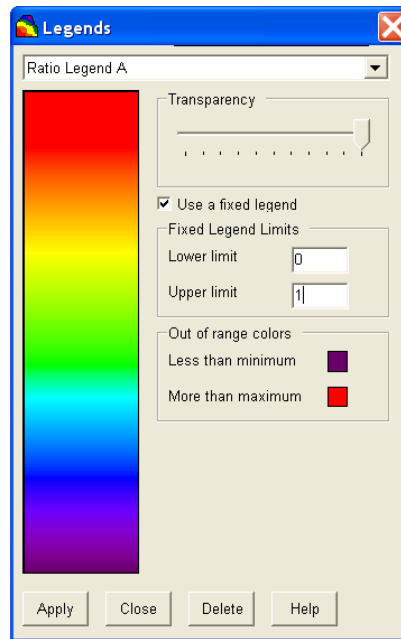 Legends
Ratio Legend A
Transparency
Use a fixed legend
Fixed Legend Limits
Lower limit 0
Upper limit 1
Out of range colors
Less than minimum
More than maximum
Apply Close Delete Help